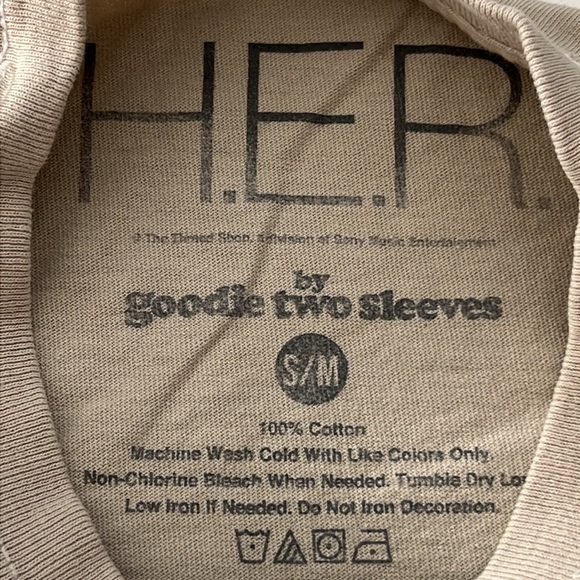 H.E.R.
© The Thread Shop, a division of Sony Music Entertainment
by
goodie two sleeves
S/M
100% Cotton
Machine Wash Cold With Like Colors Only.
Non-Chlorine Bleach When Needed. Tumble Dry Lo
Low Iron If Needed. Do Not Iron Decoration.